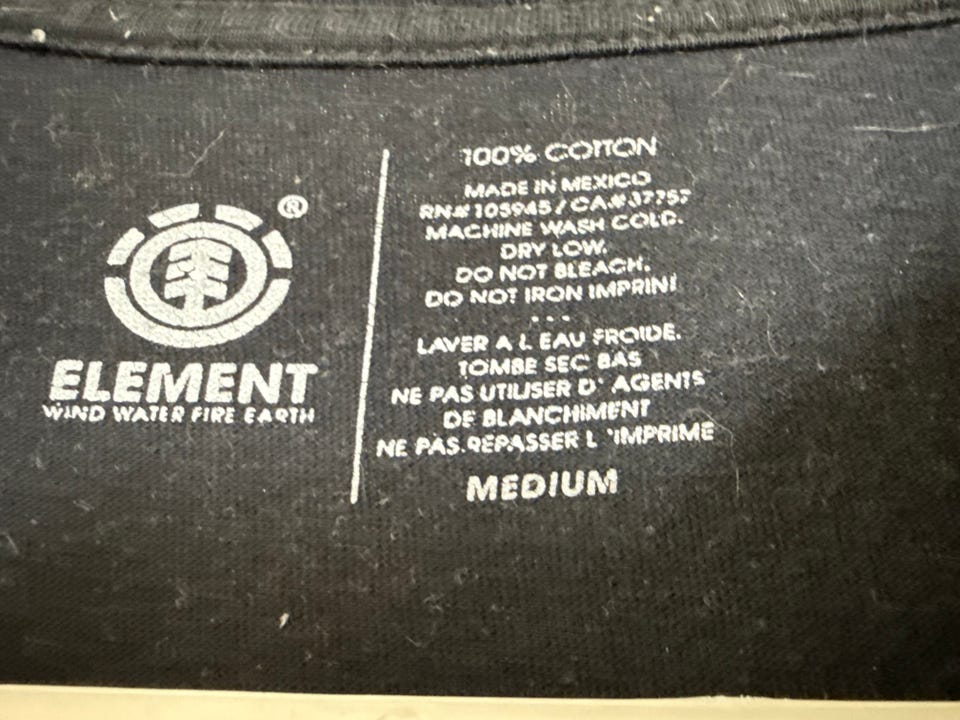 ®
ELEMENT
WIND WATER FIRE EARTH
100% COTTON
MADE IN MEXICO
RN# 105945 / CA# 37757
MACHINE WASH COLD.
DRY LOW.
DO NOT BLEACH.
DO NOT IRON IMPRINT
- - -
LAVER A L EAU FROIDE.
TOMBE SEC BAS
NE PAS UTILISER D' AGENTS
DE BLANCHIMENT
NE PAS.REPASSER L 'IMPRIME
MEDIUM